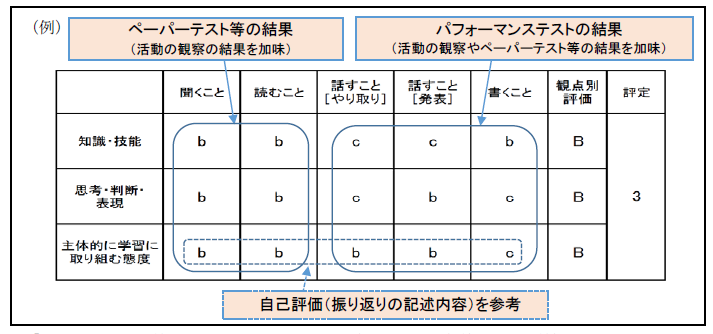 (例)
ペーパーテスト等の結果
(活動の観察の結果を加味)
パフォーマンステストの結果
(活動の観察やペーパーテスト等の結果を加味)
聞くこと 読むこと 話すこと[やり取り] 話すこと[発表] 書くこと 観点別評価 評定
知識・技能 b b c c b B
思考・判断・表現 b b c b c B 3
主体的に学習に取り組む態度 b b b b c B
自己評価(振り返りの記述内容)を参考